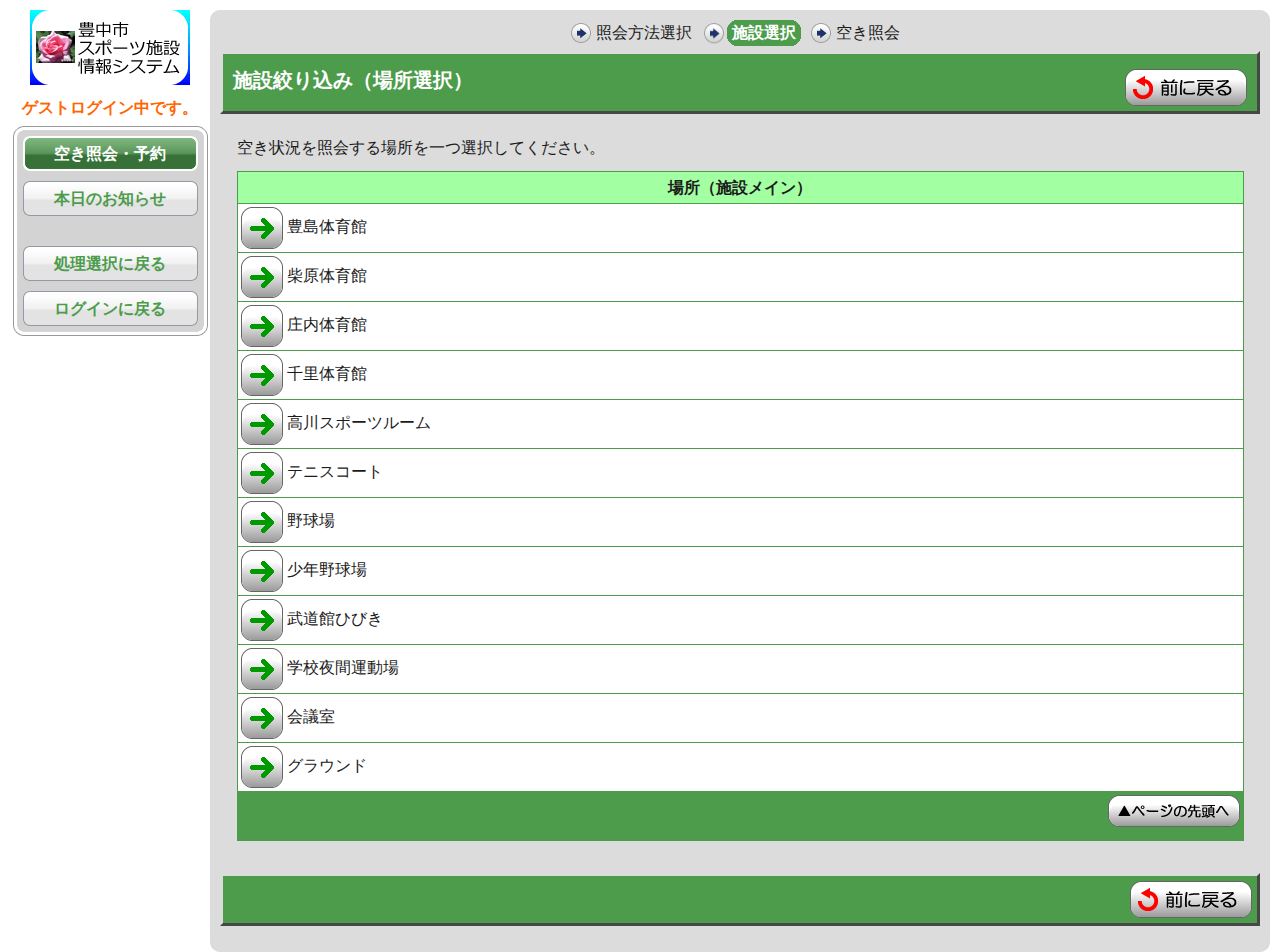 豊中市
スポーツ施設
情報システム
ゲストログイン中です。
空き照会・予約
本日のお知らせ
処理選択に戻る
ログインに戻る
照会方法選択 施設選択 空き照会
施設絞り込み（場所選択）
前に戻る
空き状況を照会する場所を一つ選択してください。
場所（施設メイン）
豊島体育館
柴原体育館
庄内体育館
千里体育館
高川スポーツルーム
テニスコート
野球場
少年野球場
武道館ひびき
学校夜間運動場
会議室
グラウンド
▲ページの先頭へ
前に戻る